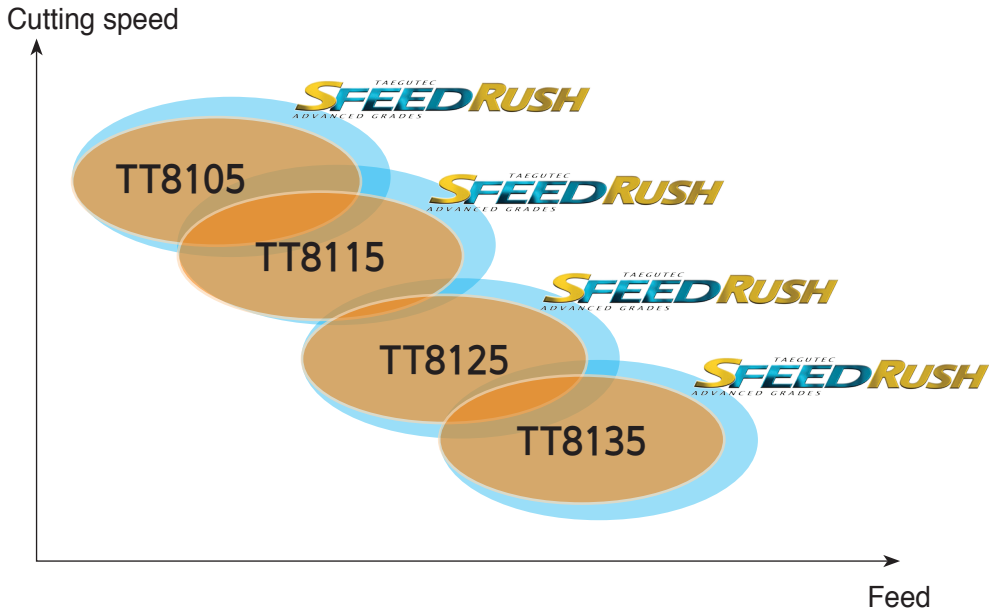 Cutting speed
TAEGUTEC
SFEEDRUSH
ADVANCED GRADES
TT8105
TAEGUTEC
SFEEDRUSH
ADVANCED GRADES
TT8115
TAEGUTEC
SFEEDRUSH
ADVANCED GRADES
TT8125
TAEGUTEC
SFEEDRUSH
ADVANCED GRADES
TT8135
Feed